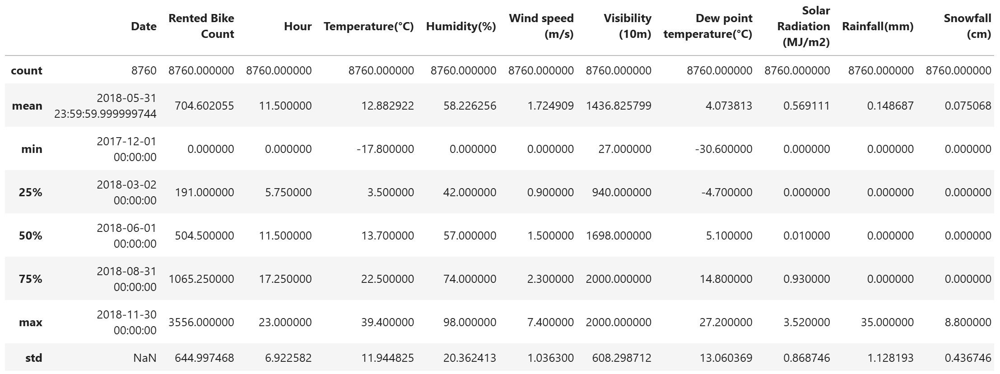 Date Rented Bike Count Hour Temperature(°C) Humidity(%) Wind speed (m/s) Visibility (10m) Dew point temperature(°C) Solar Radiation (MJ/m2) Rainfall(mm) Snowfall (cm)
count 8760 8760.000000 8760.000000 8760.000000 8760.000000 8760.000000 8760.000000 8760.000000 8760.000000 8760.000000 8760.000000
mean 2018-05-31 23:59:59.999999744 704.602055 11.500000 12.882922 58.226256 1.724909 1436.825799 4.073813 0.569111 0.148687 0.075068
min 2017-12-01 00:00:00 0.000000 0.000000 -17.800000 0.000000 0.000000 27.000000 -30.600000 0.000000 0.000000 0.000000
25% 2018-03-02 00:00:00 191.000000 5.750000 3.500000 42.000000 0.900000 940.000000 -4.700000 0.000000 0.000000 0.000000
50% 2018-06-01 00:00:00 504.500000 11.500000 13.700000 57.000000 1.500000 1698.000000 5.100000 0.010000 0.000000 0.000000
75% 2018-08-31 00:00:00 1065.250000 17.250000 22.500000 74.000000 2.300000 2000.000000 14.800000 0.930000 0.000000 0.000000
max 2018-11-30 00:00:00 3556.000000 23.000000 39.400000 98.000000 7.400000 2000.000000 27.200000 3.520000 35.000000 8.800000
std NaN 644.997468 6.922582 11.944825 20.362413 1.036300 608.298712 13.060369 0.868746 1.128193 0.436746